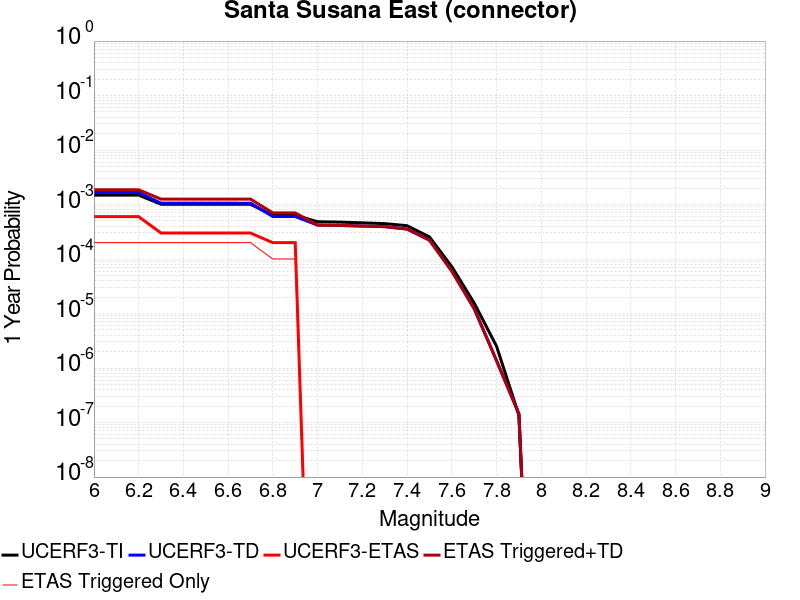 Santa Susana East (connector)
10^0
10^-1
10^-2
10^-3
10^-4
10^-5
10^-6
10^-7
10^-8
1 Year Probability
6 6.2 6.4 6.6 6.8 7 7.2 7.4 7.6 7.8 8 8.2 8.4 8.6 8.8 9
Magnitude
UCERF3-TI UCERF3-TD UCERF3-ETAS ETAS Triggered+TD
ETAS Triggered Only